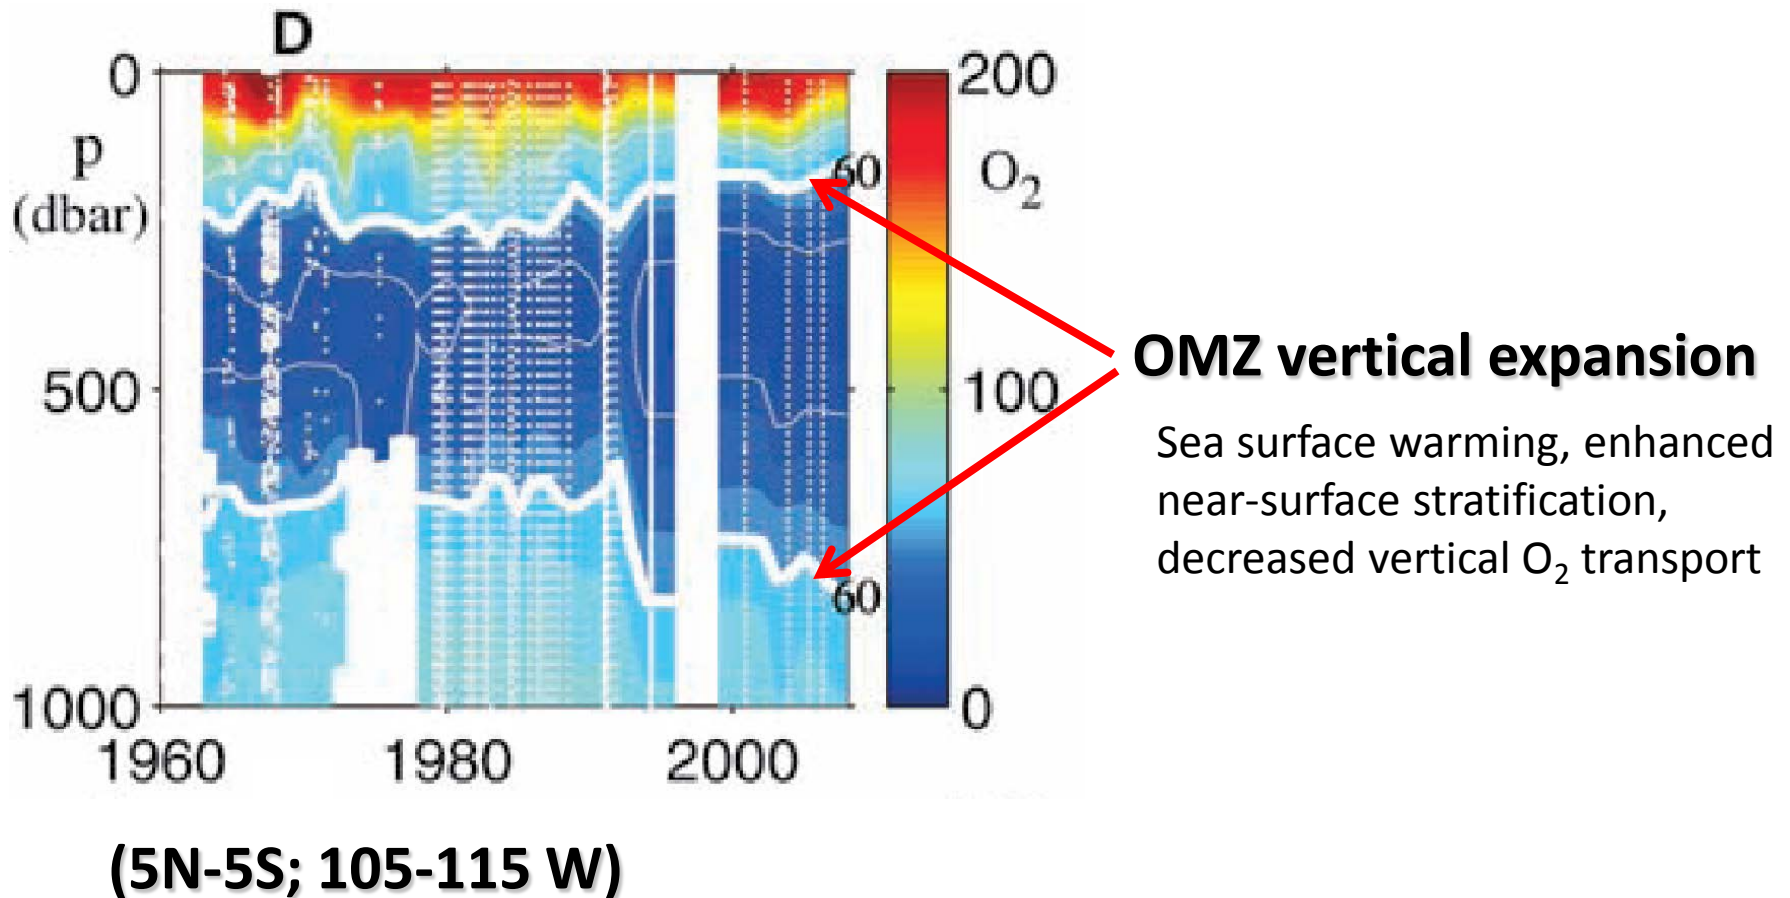 D
0
p
(dbar)
500
1000
1960
1980
2000
60
60
200
O₂
100
0
OMZ vertical expansion
Sea surface warming, enhanced
near-surface stratification,
decreased vertical O₂ transport
(5N-5S; 105-115 W)